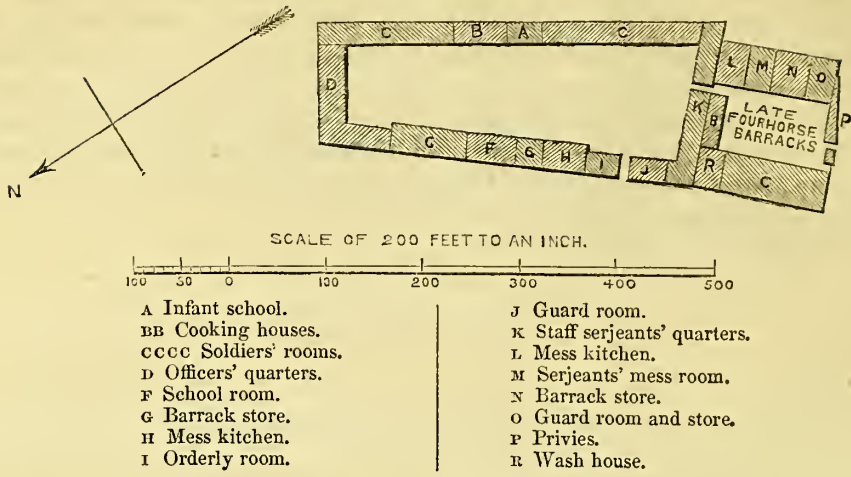 C B A C
L M N O
D
K B
LATE
FOURHORSE
BARRACKS
P
C F G H I J R C
N
SCALE OF 200 FEET TO AN INCH.
100 50 0 100 200 300 400 500
A Infant school.
BB Cooking houses.
CCCC Soldiers' rooms.
D Officers' quarters.
F School room.
G Barrack store.
H Mess kitchen.
I Orderly room.
J Guard room.
K Staff serjeants' quarters.
L Mess kitchen.
M Serjeants' mess room.
N Barrack store.
O Guard room and store.
P Privies.
R Wash house.